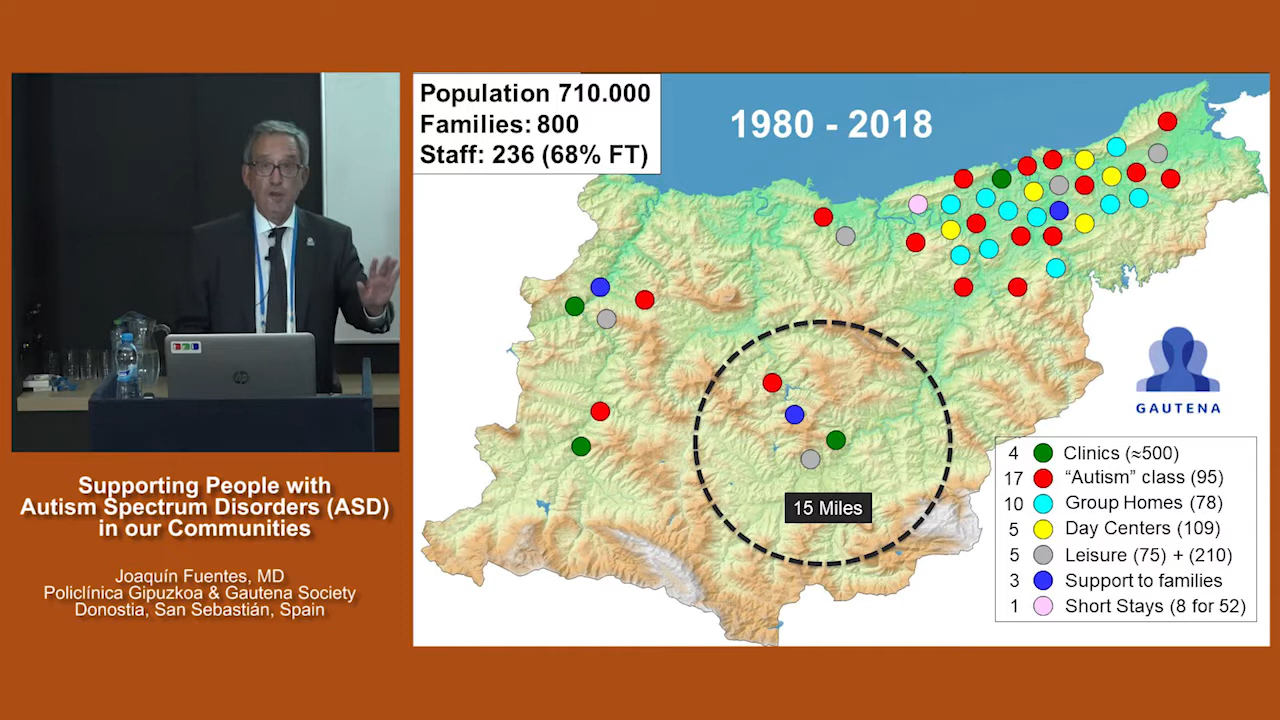 Population 710.000
Families: 800
Staff: 236 (68% FT)
1980 - 2018
GAUTENA
15 Miles
4 Clinics (≈500)
17 “Autism” class (95)
10 Group Homes (78)
5 Day Centers (109)
5 Leisure (75) + (210)
3 Support to families
1 Short Stays (8 for 52)
hp
Supporting People with
Autism Spectrum Disorders (ASD)
in our Communities
Joaquín Fuentes, MD
Policlínica Gipuzkoa & Gautena Society
Donostia, San Sebastián, Spain